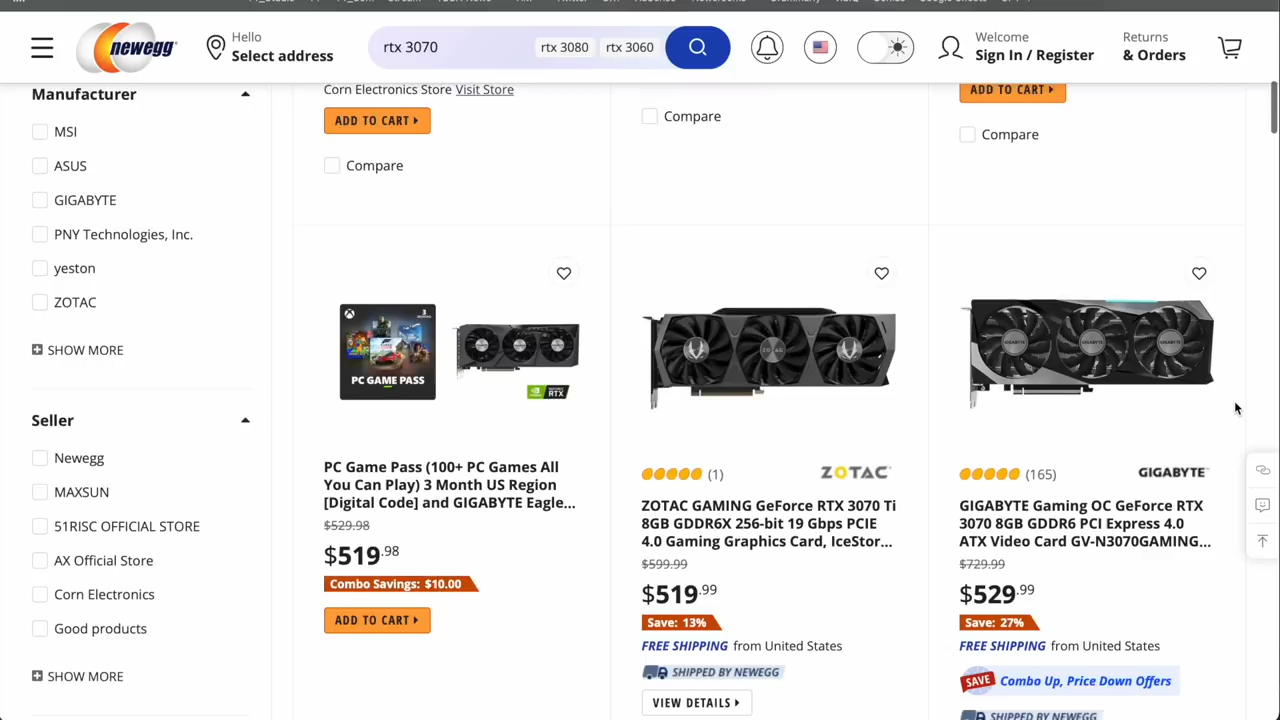 newegg
Hello
Select address
rtx 3070
rtx 3080
rtx 3060
Welcome
Sign In / Register
Returns
& Orders
Manufacturer
MSI
ASUS
GIGABYTE
PNY Technologies, Inc.
yeston
ZOTAC
SHOW MORE
Seller
Newegg
MAXSUN
51RISC OFFICIAL STORE
AX Official Store
Corn Electronics
Good products
SHOW MORE
Corn Electronics Store Visit Store
ADD TO CART
Compare
Compare
ADD TO CART
Compare
PC GAME PASS
RTX
PC Game Pass (100+ PC Games All
You Can Play) 3 Month US Region
[Digital Code] and GIGABYTE Eagle...
$529.98
$519.98
Combo Savings: $10.00
ADD TO CART
(1)
ZOTAC
ZOTAC GAMING GeForce RTX 3070 Ti
8GB GDDR6X 256-bit 19 Gbps PCIE
4.0 Gaming Graphics Card, IceStor...
$599.99
$519.99
Save: 13%
FREE SHIPPING from United States
SHIPPED BY NEWEGG
VIEW DETAILS
GIGABYTE
GIGABYTE
GIGABYTE
(165)
GIGABYTE
GIGABYTE Gaming OC GeForce RTX
3070 8GB GDDR6 PCI Express 4.0
ATX Video Card GV-N3070GAMING...
$729.99
$529.99
Save: 27%
FREE SHIPPING from United States
SAVE
Combo Up, Price Down Offers
SHIPPED BY NEWEGG